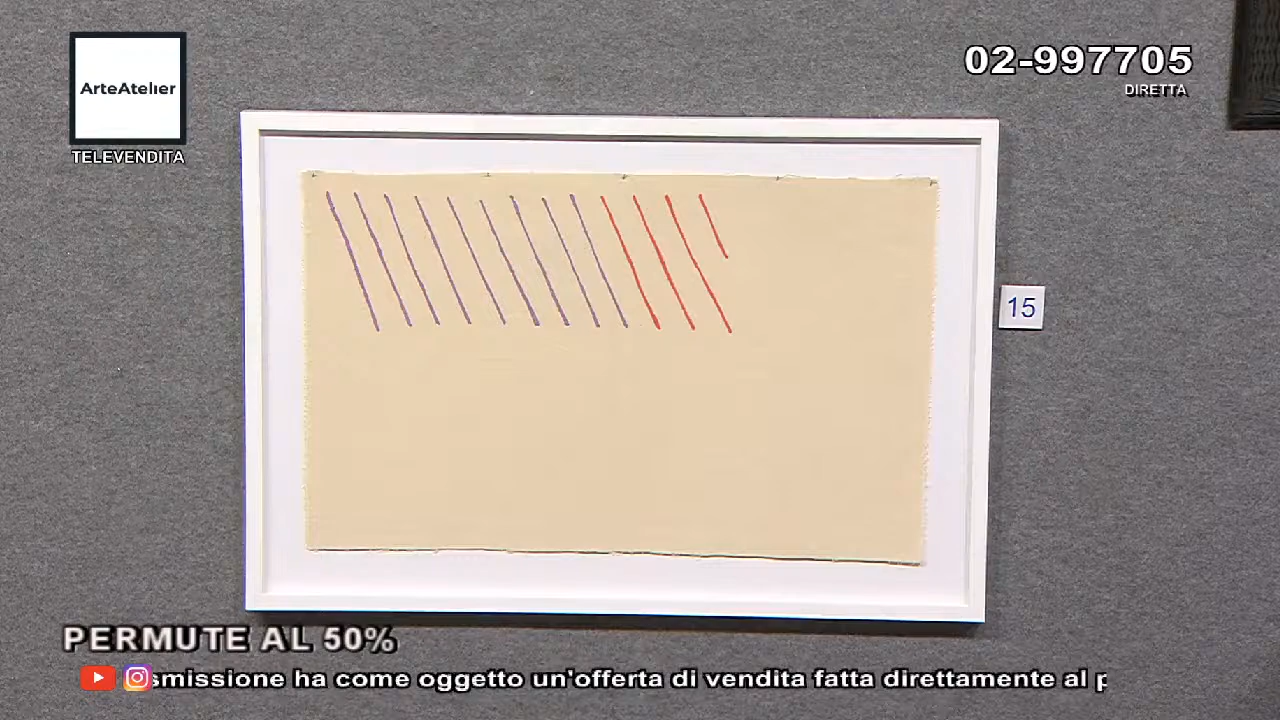 ArteAtelier
TELEVENDITA
02-997705
DIRETTA
15
PERMUTE AL 50%
smissione ha come oggetto un'offerta di vendita fatta direttamente al